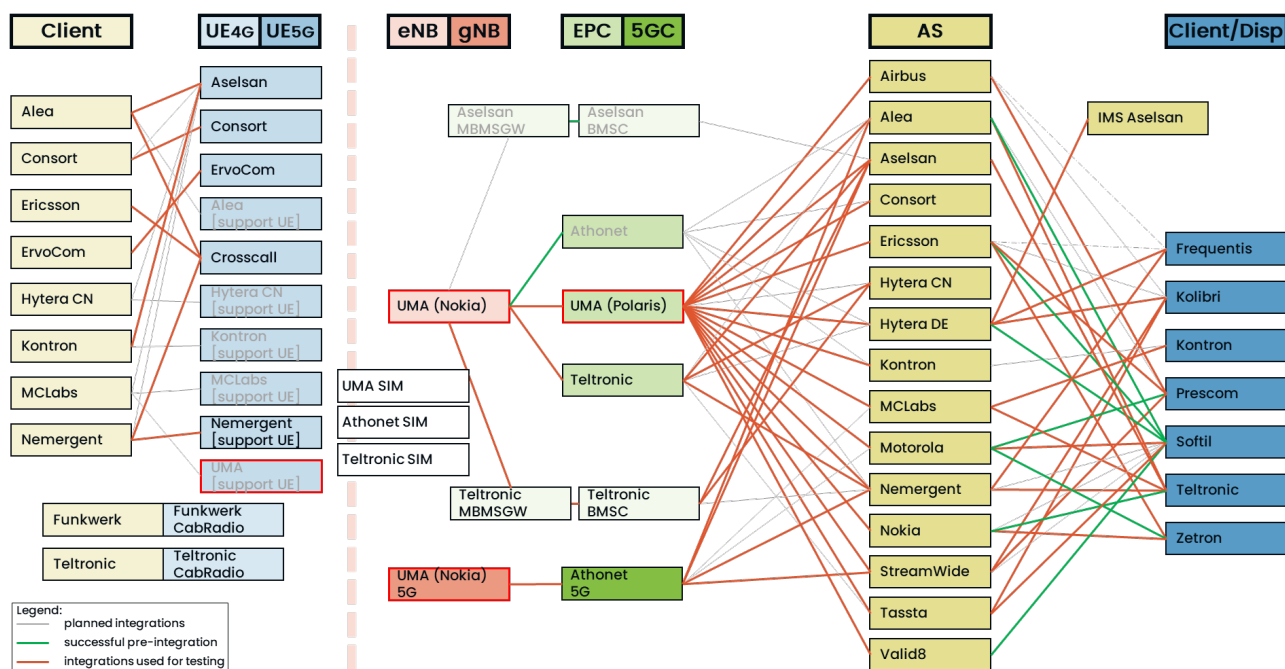 Client
UE4G
UE5G
eNB
gNB
EPC
5GC
AS
Client/Disp
Alea
Consort
Ericsson
ErvoCom
Hytera CN
Kontron
MCLabs
Nemergent
Aselsan
Consort
ErvoCom
Alea
[support UE]
Crosscall
Hytera CN
[support UE]
Kontron
[support UE]
MCLabs
[support UE]
Nemergent
[support UE]
UMA
[support UE]
Funkwerk
Funkwerk
CabRadio
Teltronic
Teltronic
CabRadio
Legend:
planned integrations
successful pre-integration
integrations used for testing
UMA SIM
Athonet SIM
Teltronic SIM
Aselsan
MBMSGW
Aselsan
BMSC
UMA (Nokia)
Athonet
UMA (Polaris)
Teltronic
Teltronic
MBMSGW
Teltronic
BMSC
UMA (Nokia)
5G
Athonet
5G
Airbus
Alea
Aselsan
Consort
Ericsson
Hytera CN
Hytera DE
Kontron
MCLabs
Motorola
Nemergent
Nokia
StreamWide
Tassta
Valid8
IMS Aselsan
Frequentis
Kolibri
Kontron
Prescom
Softil
Teltronic
Zetron